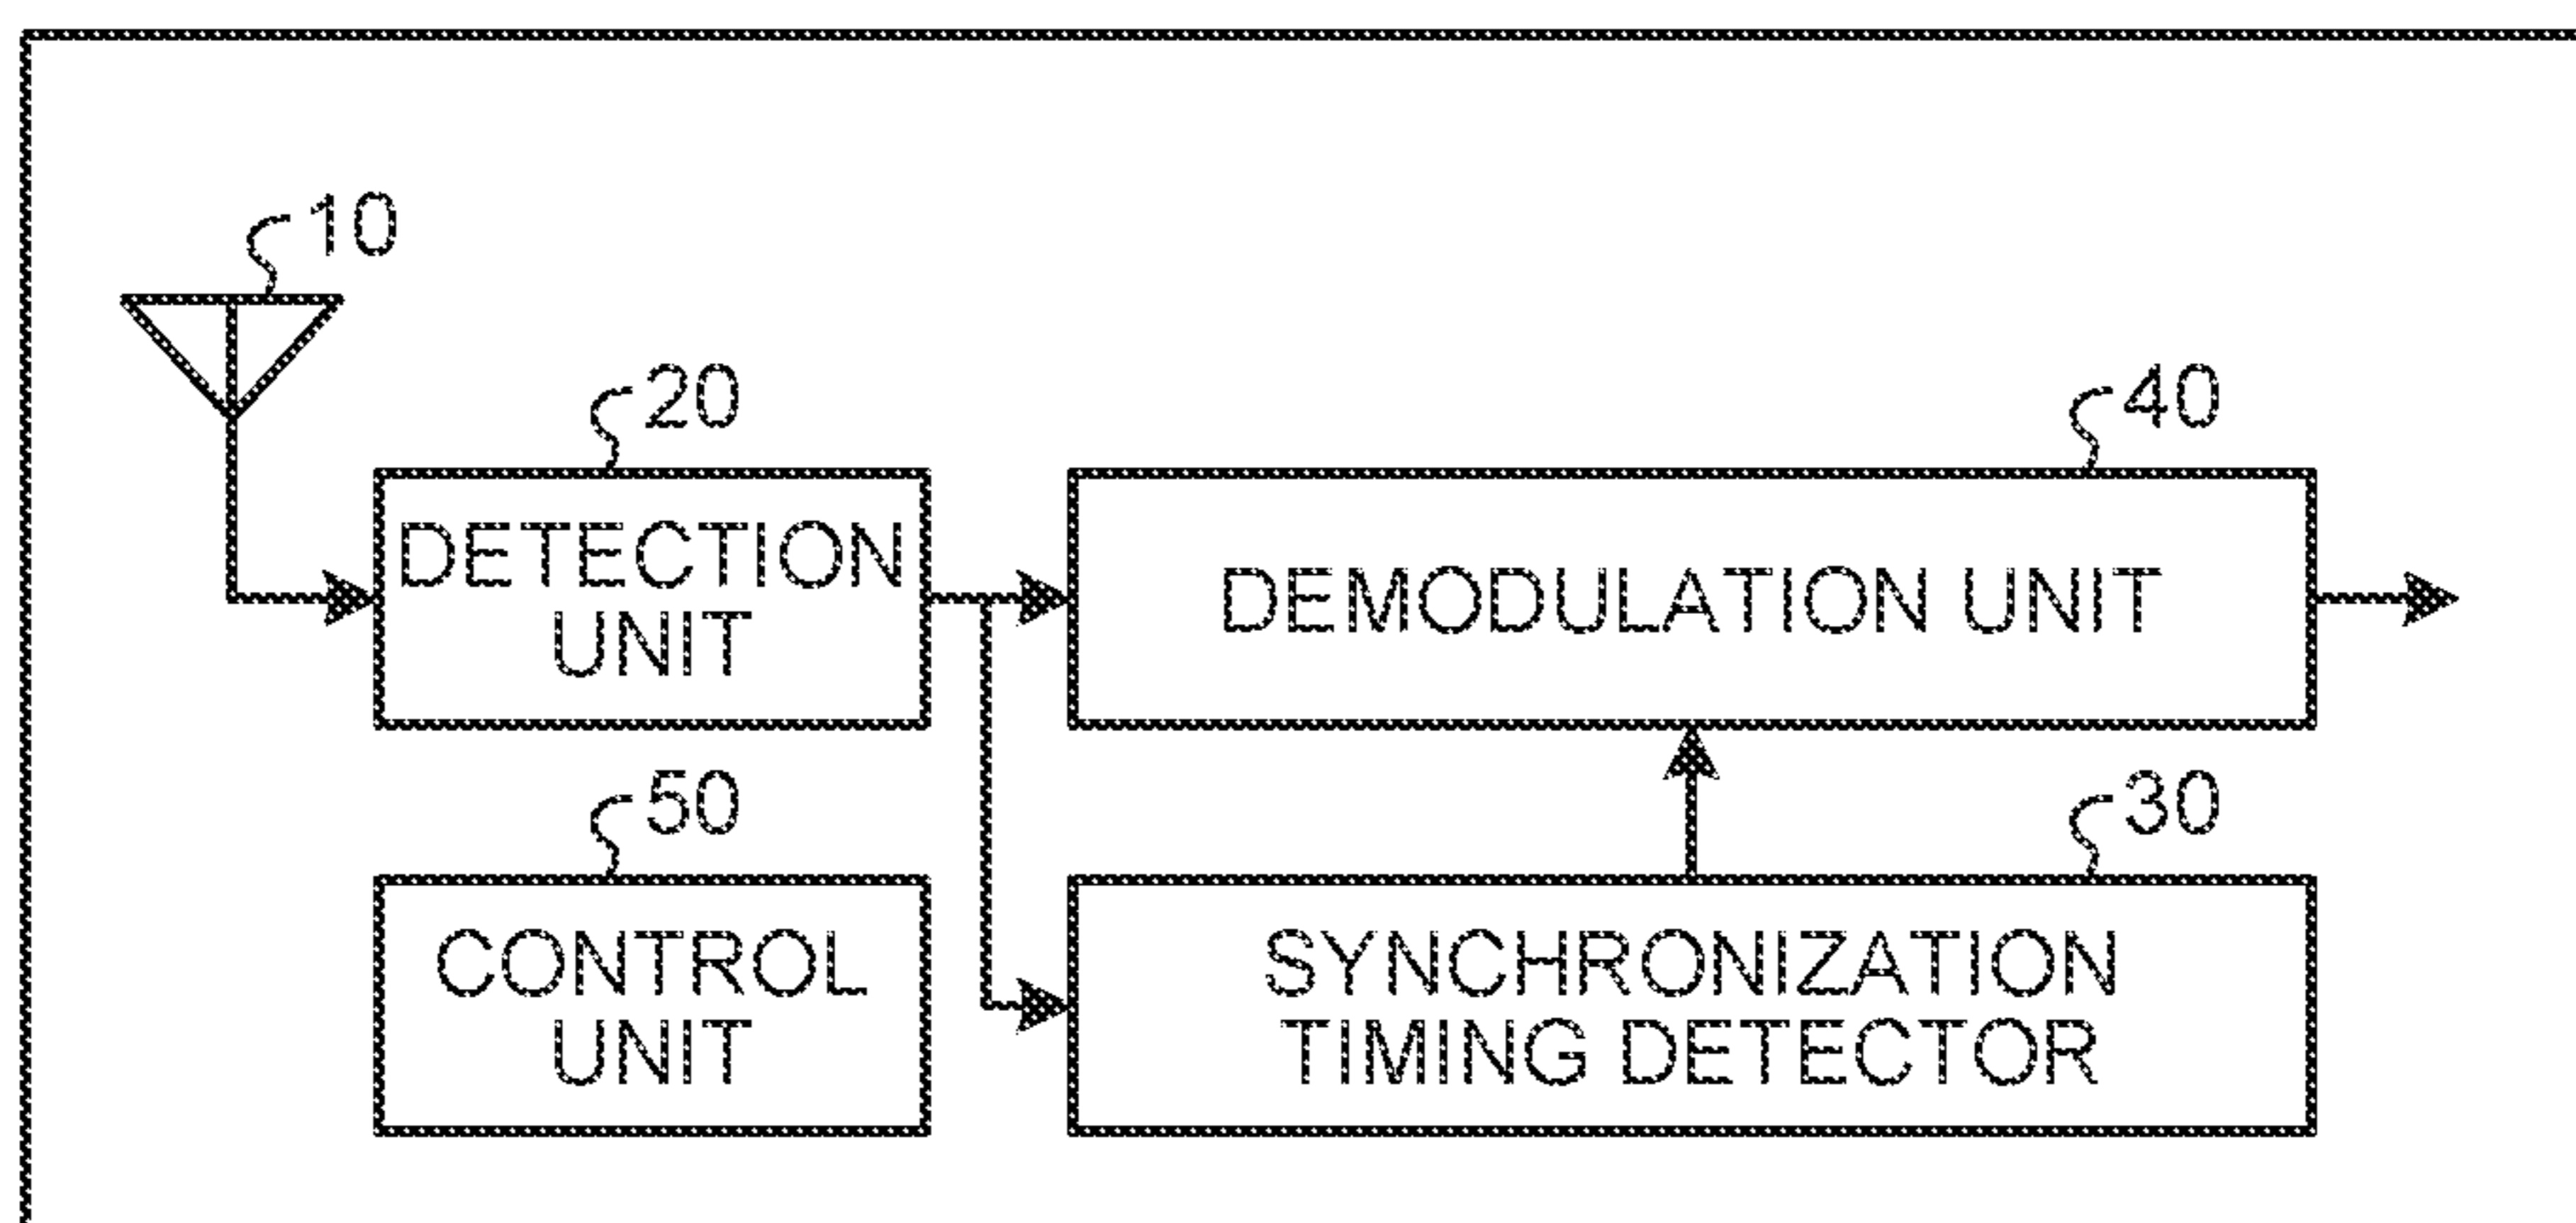 10
20
DETECTION
UNIT
40
DEMODULATION UNIT
50
CONTROL
UNIT
30
SYNCHRONIZATION
TIMING DETECTOR